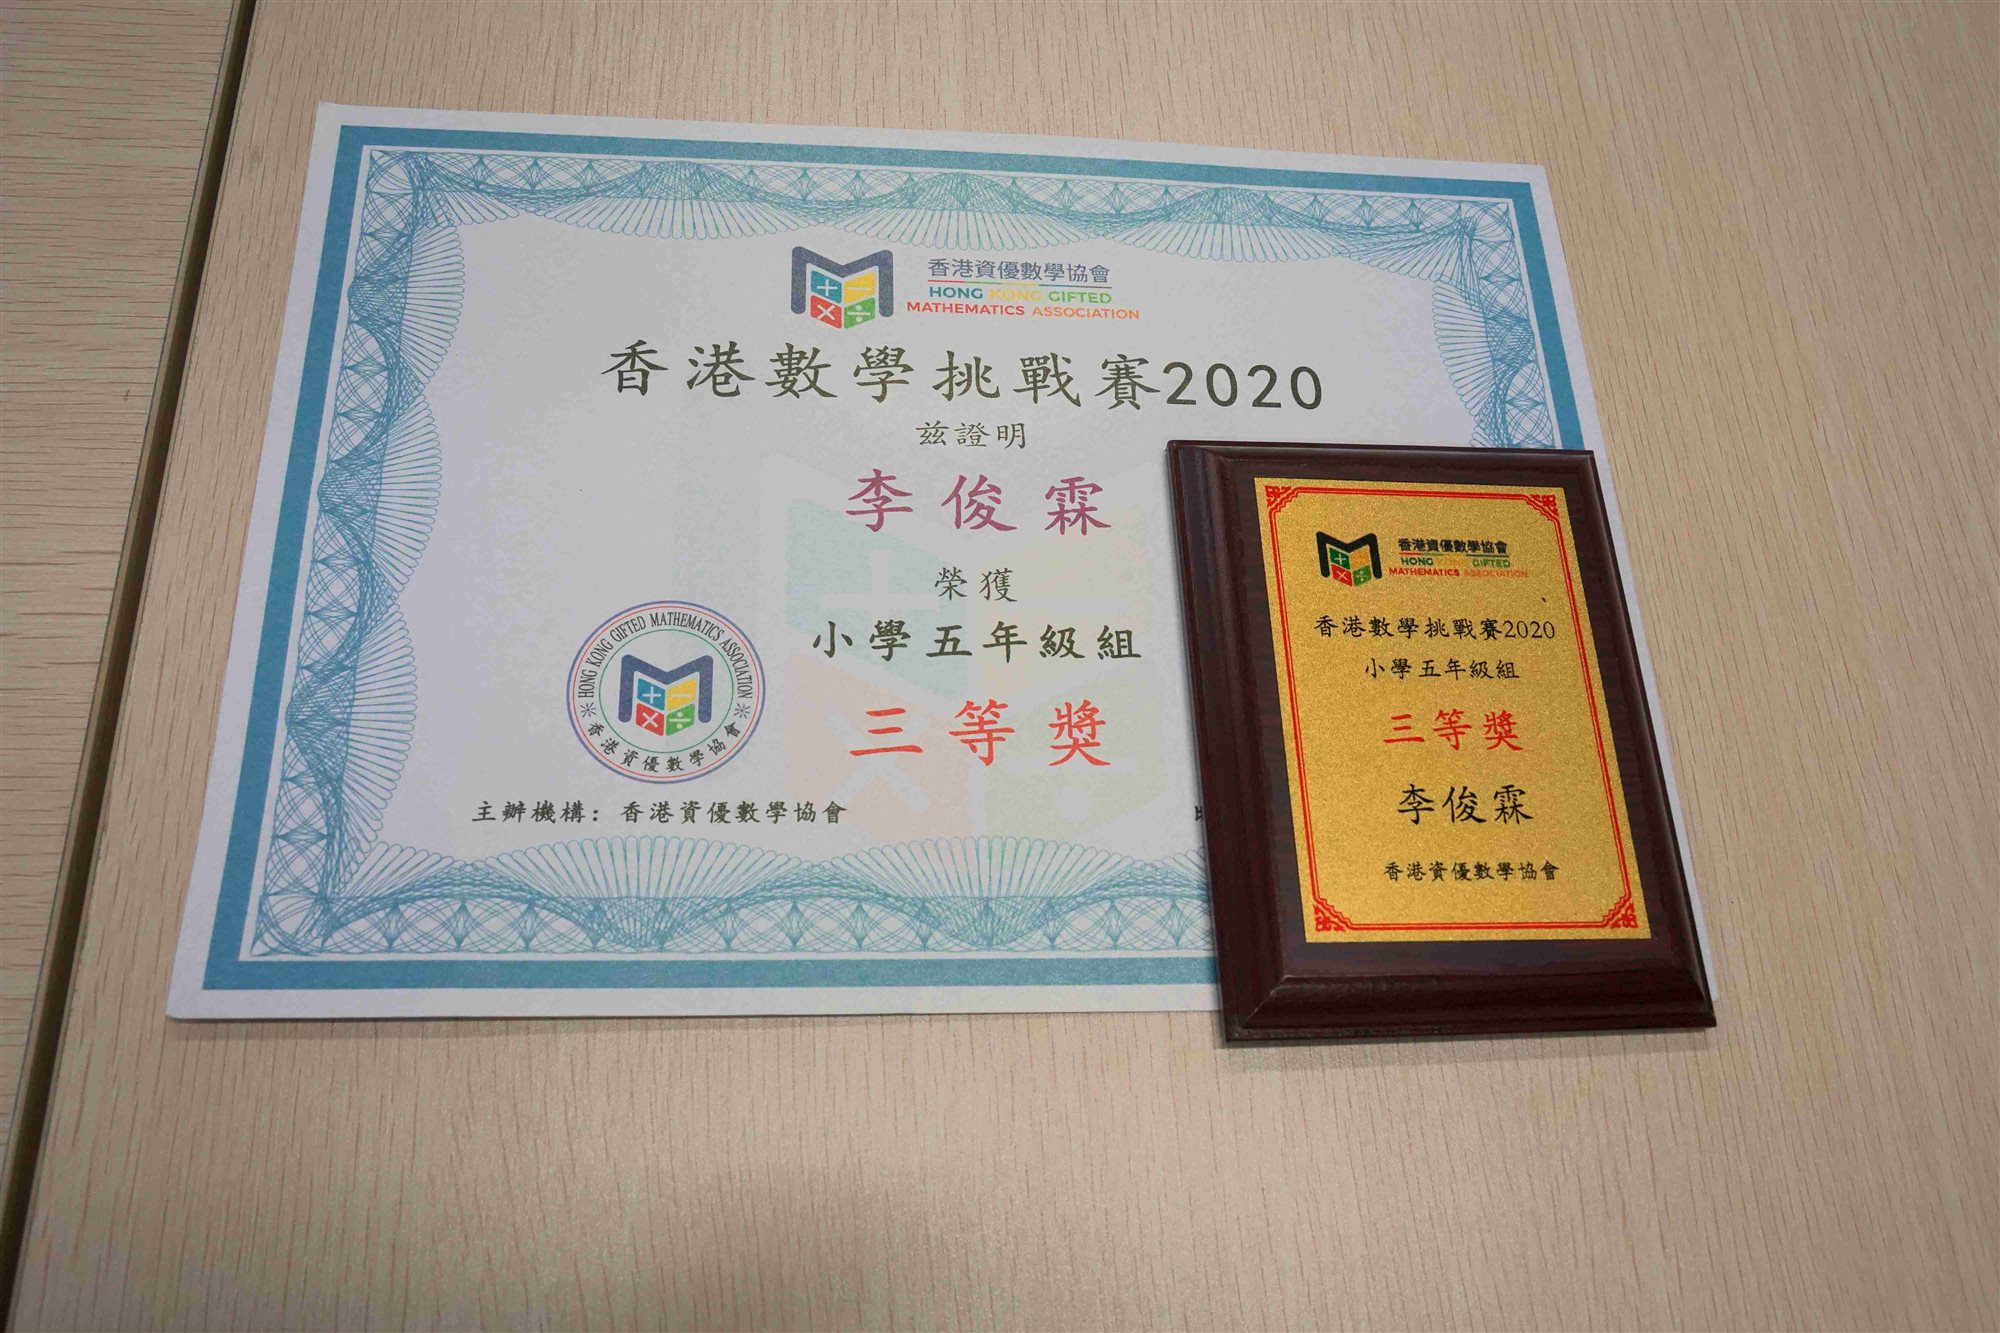 香港資優數學協會
HONG KONG GIFTED
MATHEMATICS ASSOCIATION
香港數學挑戰賽2020
兹證明
李俊霖
榮獲
小學五年級組
三等獎
HONG KONG GIFTED MATHEMATICS ASSOCIATION
香港資優數學協會
主辦機構：香港資優數學協會
香港資優數學協會
HONG KONG GIFTED
MATHEMATICS ASSOCIATION
香港數學挑戰賽2020
小學五年級組
三等獎
李俊霖
香港資優數學協會